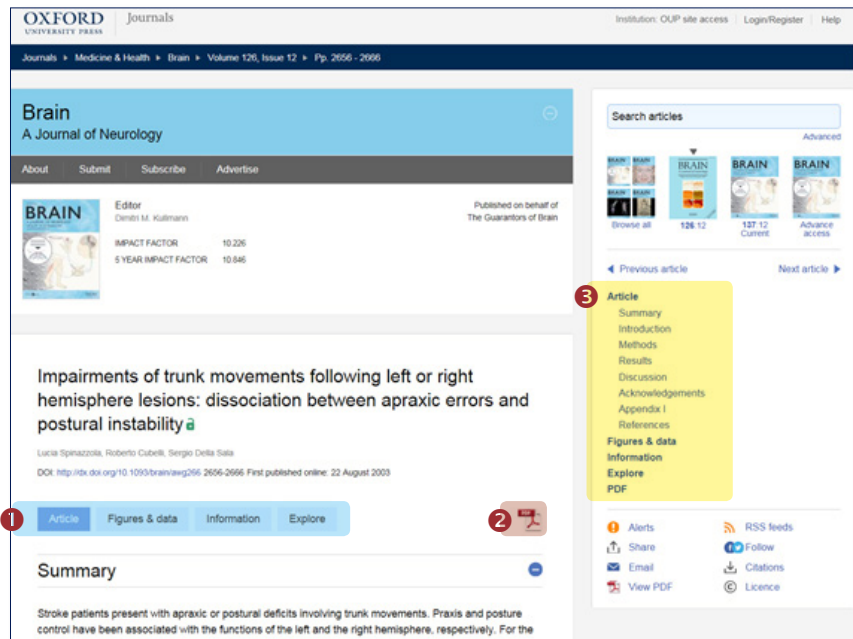 OXFORD
UNIVERSITY PRESS
Journals
Institution: OUP site access Login/Register Help
Journals ▸ Medicine & Health ▸ Brain ▸ Volume 126, Issue 12 ▸ Pp. 2656 - 2666
Brain
A Journal of Neurology
About Submit Subscribe Advertise
BRAIN
Editor
Dimitri M. Kullmann
IMPACT FACTOR 10.226
5 YEAR IMPACT FACTOR 10.846
Published on behalf of
The Guarantors of Brain
Impairments of trunk movements following left or right
hemisphere lesions: dissociation between apraxic errors and
postural instability
Lucia Spinazzola, Roberto Cubelli, Sergio Della Sala
DOI: http://dx.doi.org/10.1093/brain/awg266 2656-2666 First published online: 22 August 2003
1
Article Figures & data Information Explore
2
PDF
Summary
Stroke patients present with apraxic or postural deficits involving trunk movements. Praxis and posture
control have been associated with the functions of the left and the right hemisphere, respectively. For the
Search articles
Advanced
BRAIN BRAIN BRAIN BRAIN BRAIN
Browse all 126:12 137:12 Advance
Current access
Previous article Next article
3
Article
Summary
Introduction
Methods
Results
Discussion
Acknowledgements
Appendix I
References
Figures & data
Information
Explore
PDF
Alerts RSS feeds
Share Follow
Email Citations
View PDF Licence